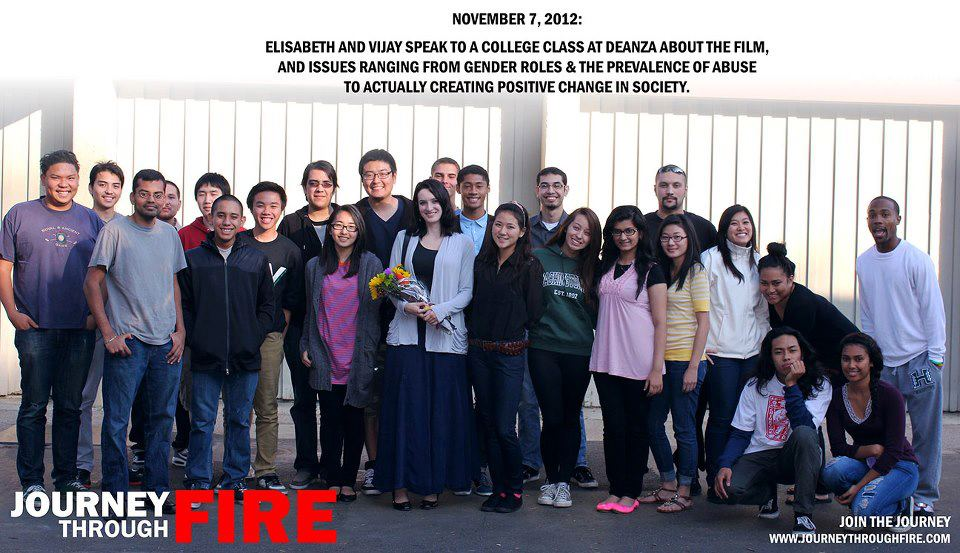 NOVEMBER 7, 2012:
ELISABETH AND VIJAY SPEAK TO A COLLEGE CLASS AT DEANZA ABOUT THE FILM,
AND ISSUES RANGING FROM GENDER ROLES & THE PREVALENCE OF ABUSE
TO ACTUALLY CREATING POSITIVE CHANGE IN SOCIETY.
EST. 1897
H
JOURNEY
THROUGH
FIRE
JOIN THE JOURNEY
WWW.JOURNEYTHROUGHFIRE.COM